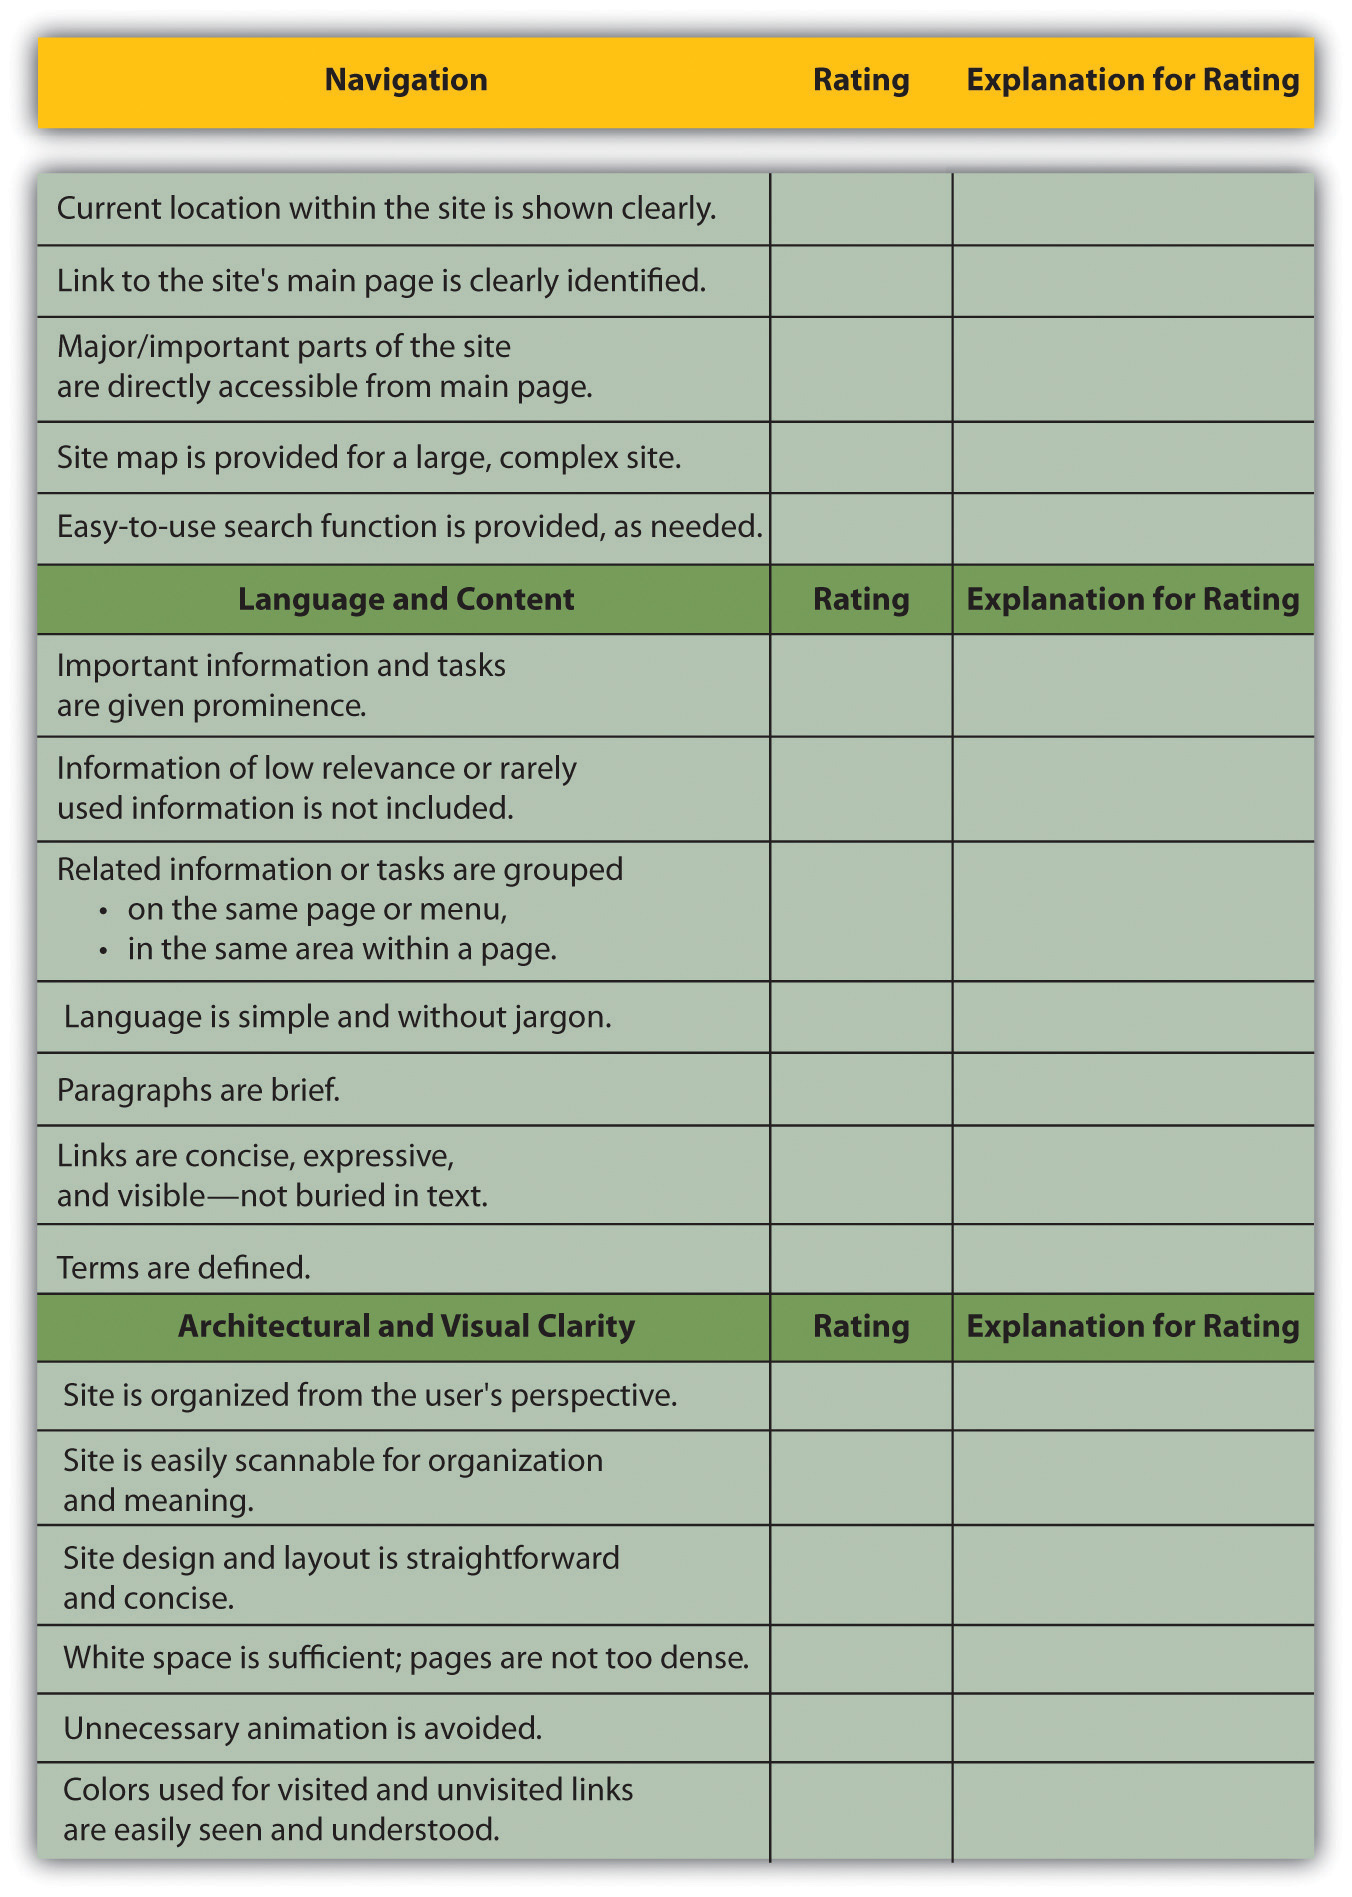 Navigation Rating Explanation for Rating
Current location within the site is shown clearly.
Link to the site's main page is clearly identified.
Major/important parts of the site
are directly accessible from main page.
Site map is provided for a large, complex site.
Easy-to-use search function is provided, as needed.
Language and Content Rating Explanation for Rating
Important information and tasks
are given prominence.
Information of low relevance or rarely
used information is not included.
Related information or tasks are grouped
• on the same page or menu,
• in the same area within a page.
Language is simple and without jargon.
Paragraphs are brief.
Links are concise, expressive,
and visible—not buried in text.
Terms are defined.
Architectural and Visual Clarity Rating Explanation for Rating
Site is organized from the user's perspective.
Site is easily scannable for organization
and meaning.
Site design and layout is straightforward
and concise.
White space is sufficient; pages are not too dense.
Unnecessary animation is avoided.
Colors used for visited and unvisited links
are easily seen and understood.